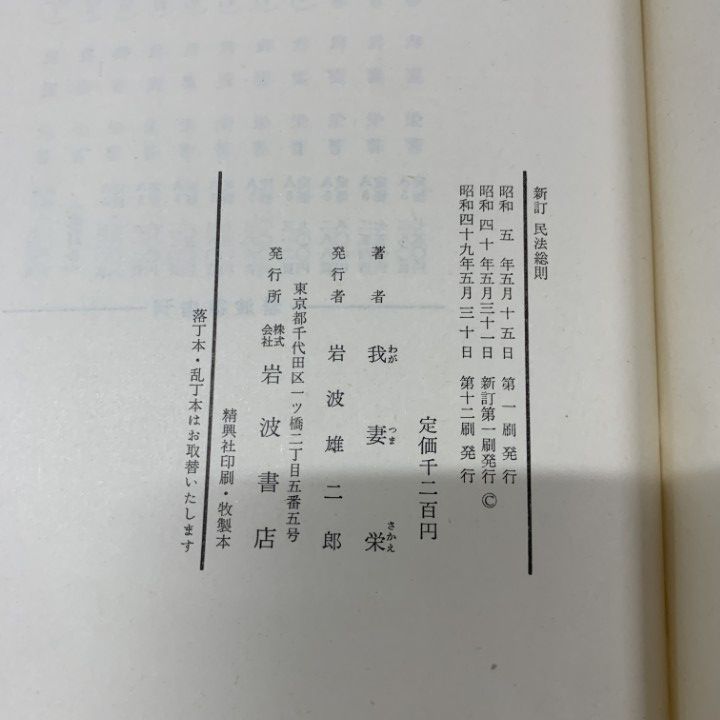 新訂 民法総則
昭和 五 年五月 十五日 第 一 刷 発行
昭和 四 十 年五月三十一日 新訂第一刷発行 ©
昭和四十九年五月 三十日 第 十二 刷 発 行
定価千二百円
著 者 我妻 栄
わが つま さかえ
発行者 岩波雄二郎
東京都千代田区一ツ橋二丁目五番五号
発行所 株式会社 岩波書店
精興社印刷・牧製本
落丁本・乱丁本はお取替いたします